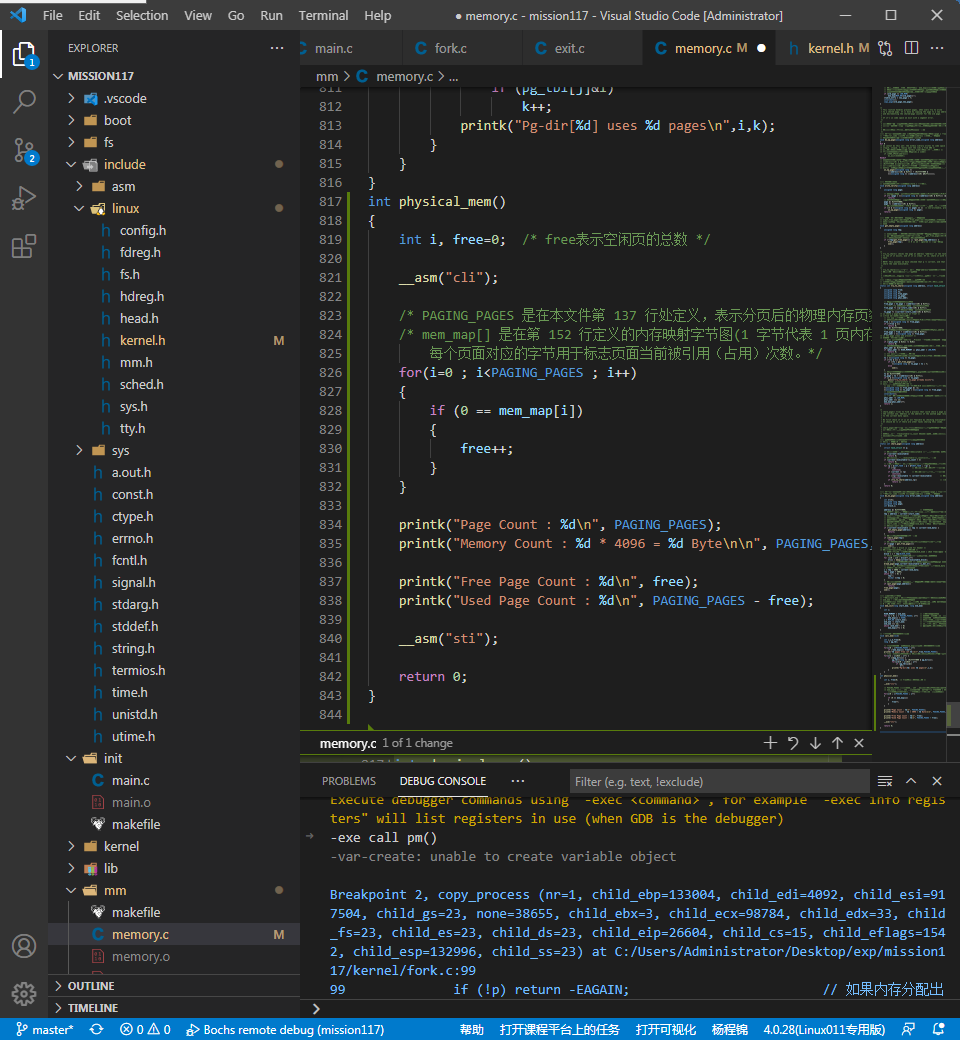 File Edit Selection View Go Run Terminal Help
● memory.c - mission117 - Visual Studio Code [Administrator]
EXPLORER
main.c
fork.c
exit.c
memory.c M ●
kernel.h M
mm > memory.c > ...
MISSION117
.vscode
boot
fs
include
asm
linux
config.h
fdreg.h
fs.h
hdreg.h
head.h
kernel.h M
mm.h
sched.h
sys.h
tty.h
sys
a.out.h
const.h
ctype.h
errno.h
fcntl.h
signal.h
stdarg.h
stddef.h
string.h
termios.h
time.h
unistd.h
utime.h
init
main.c
main.o
makefile
kernel
lib
mm
makefile
memory.c M
memory.o
OUTLINE
TIMELINE
811 if (pg_tbl[j]&1)
812 k++;
813 printk("Pg-dir[%d] uses %d pages\n",i,k);
814 }
815 }
816 }
817 int physical_mem()
818 {
819 int i, free=0; /* free表示空闲页的总数 */
820
821 __asm("cli");
822
823 /* PAGING_PAGES 是在本文件第 137 行处定义，表示分页后的物理内存页数
824 /* mem_map[] 是在第 152 行定义的内存映射字节图(1 字节代表 1 页内存
825 每个页面对应的字节用于标志页面当前被引用（占用）次数。*/
826 for(i=0 ; i<PAGING_PAGES ; i++)
827 {
828 if (0 == mem_map[i])
829 {
830 free++;
831 }
832 }
833
834 printk("Page Count : %d\n", PAGING_PAGES);
835 printk("Memory Count : %d * 4096 = %d Byte\n\n", PAGING_PAGES,
836
837 printk("Free Page Count : %d\n", free);
838 printk("Used Page Count : %d\n", PAGING_PAGES - free);
839
840 __asm("sti");
841
842 return 0;
843 }
844
memory.c 1 of 1 change
PROBLEMS DEBUG CONSOLE
Filter (e.g. text, !exclude)
Execute debugger commands using "-exec <command>", for example "-exec info regis
ters" will list registers in use (when GDB is the debugger)
-exe call pm()
-var-create: unable to create variable object
Breakpoint 2, copy_process (nr=1, child_ebp=133004, child_edi=4092, child_esi=91
7504, child_gs=23, none=38655, child_ebx=3, child_ecx=98784, child_edx=33, child
_fs=23, child_es=23, child_ds=23, child_eip=26604, child_cs=15, child_eflags=154
2, child_esp=132996, child_ss=23) at C:/Users/Administrator/Desktop/exp/mission1
17/kernel/fork.c:99
99 if (!p) return -EAGAIN; // 如果内存分配出
master* 0 0 Bochs remote debug (mission117) 帮助 打开课程平台上的任务 打开可视化 杨程锦 4.0.28(Linux011专用版)